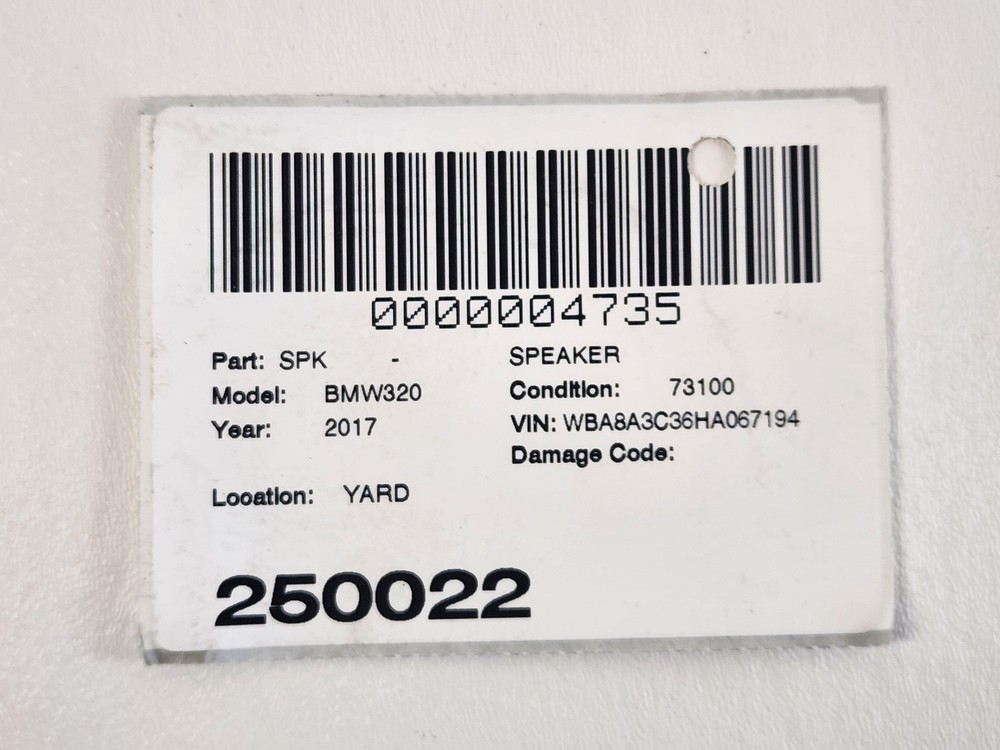 0000004735
Part: SPK - SPEAKER
Model: BMW320 Condition: 73100
Year: 2017 VIN: WBA8A3C36HA067194
Damage Code:
Location: YARD
250022